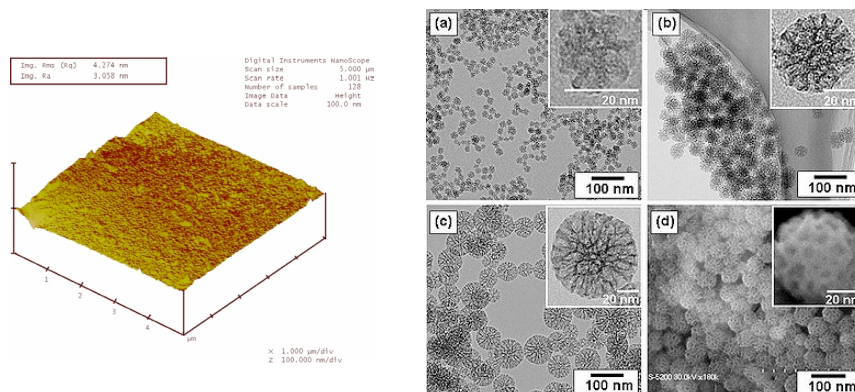 Img. Rms (Rq) 4.274 nm
Img. Ra 3.058 nm
Digital Instruments NanoScope
Scan size 5.000 µm
Scan rate 1.001 Hz
Number of samples 128
Image Data Height
Data scale 100.0 nm
1
2
3
4
µm
X 1.000 µm/div
Z 100.000 nm/div
(a)
20 nm
100 nm
(b)
20 nm
100 nm
(c)
20 nm
100 nm
(d)
20 nm
S-5200 30.0kV x180k
100 nm